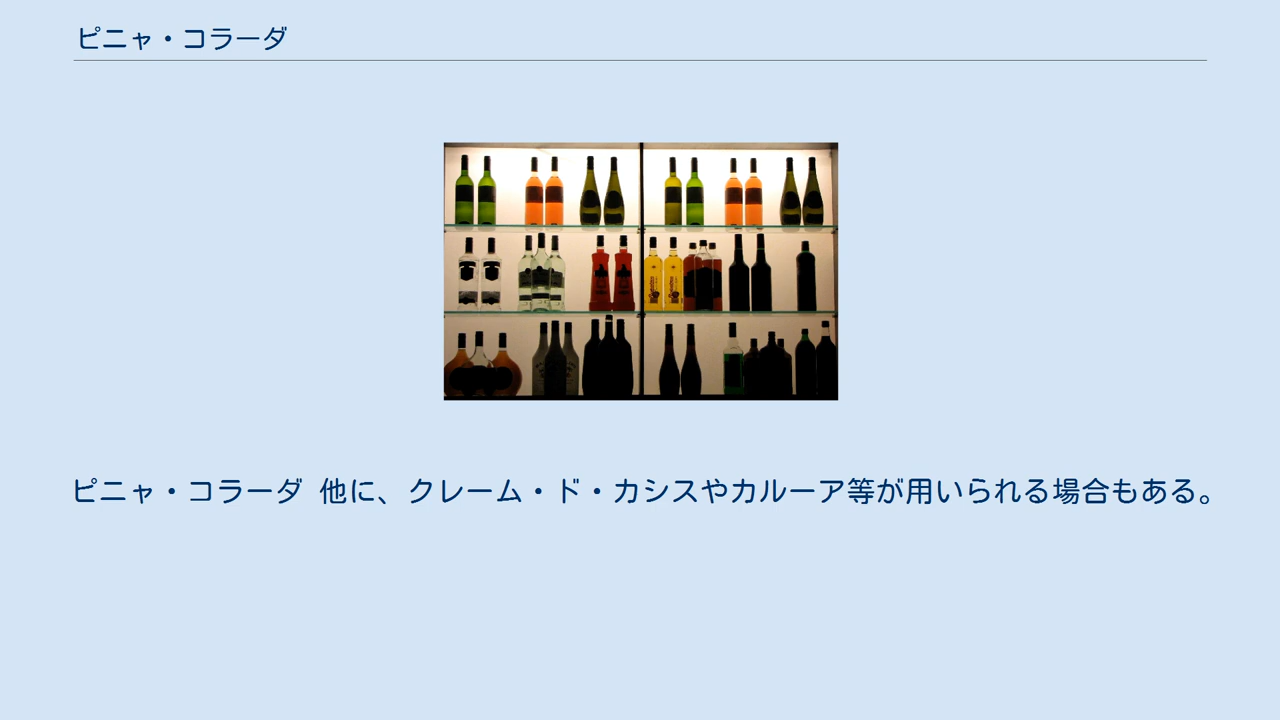 ピニャ・コラーダ
ピニャ・コラーダ 他に、クレーム・ド・カシスやカルーア等が用いられる場合もある。